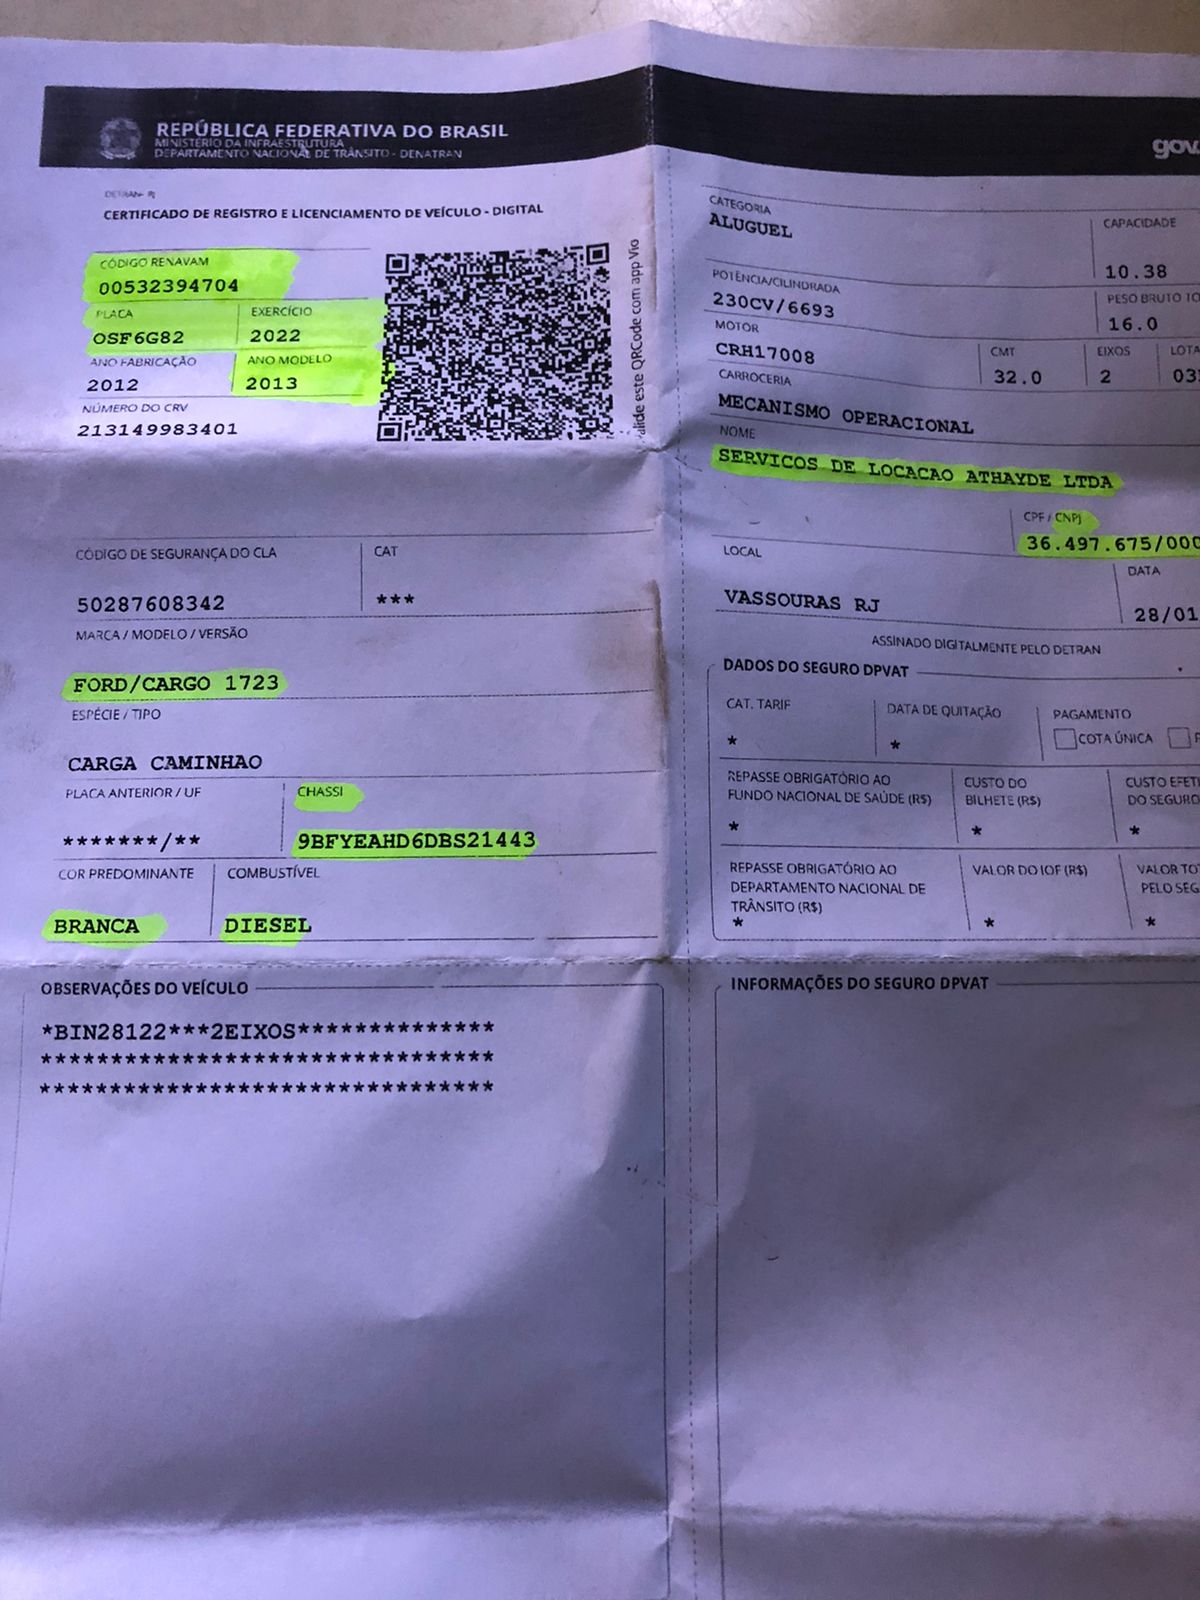 REPÚBLICA FEDERATIVA DO BRASIL
MINISTÉRIO DA INFRAESTRUTURA
DEPARTAMENTO NACIONAL DE TRÂNSITO - DENATRAN
gov.
DETRAN- RJ
CERTIFICADO DE REGISTRO E LICENCIAMENTO DE VEÍCULO - DIGITAL
CÓDIGO RENAVAM
00532394704
PLACA EXERCÍCIO
OSF6G82 2022
ANO FABRICAÇÃO ANO MODELO
2012 2013
NÚMERO DO CRV
213149983401
alide este QRCode com app Vio
CÓDIGO DE SEGURANÇA DO CLA CAT
50287608342 ***
MARCA / MODELO / VERSÃO
FORD/CARGO 1723
ESPÉCIE / TIPO
CARGA CAMINHAO
PLACA ANTERIOR / UF CHASSI
*******/** 9BFYEAHD6DBS21443
COR PREDOMINANTE COMBUSTÍVEL
BRANCA DIESEL
OBSERVAÇÕES DO VEÍCULO
*BIN28122***2EIXOS**************
********************************
********************************
CATEGORIA CAPACIDADE
ALUGUEL 10.38
POTÊNCIA/CILINDRADA PESO BRUTO TO
230CV/6693 16.0
MOTOR CMT EIXOS LOTA
CRH17008 32.0 2 03
CARROCERIA
MECANISMO OPERACIONAL
NOME
SERVICOS DE LOCACAO ATHAYDE LTDA
CPF / CNPJ
36.497.675/000
LOCAL DATA
VASSOURAS RJ 28/01
ASSINADO DIGITALMENTE PELO DETRAN
DADOS DO SEGURO DPVAT
CAT. TARIF DATA DE QUITAÇÃO PAGAMENTO
* * COTA ÚNICA
REPASSE OBRIGATÓRIO AO CUSTO DO CUSTO EFETI
FUNDO NACIONAL DE SAÚDE (R$) BILHETE (R$) DO SEGURO
* * *
REPASSE OBRIGATÓRIO AO VALOR DO IOF (R$) VALOR TO
DEPARTAMENTO NACIONAL DE PELO SEG
TRÂNSITO (R$)
* * *
INFORMAÇÕES DO SEGURO DPVAT